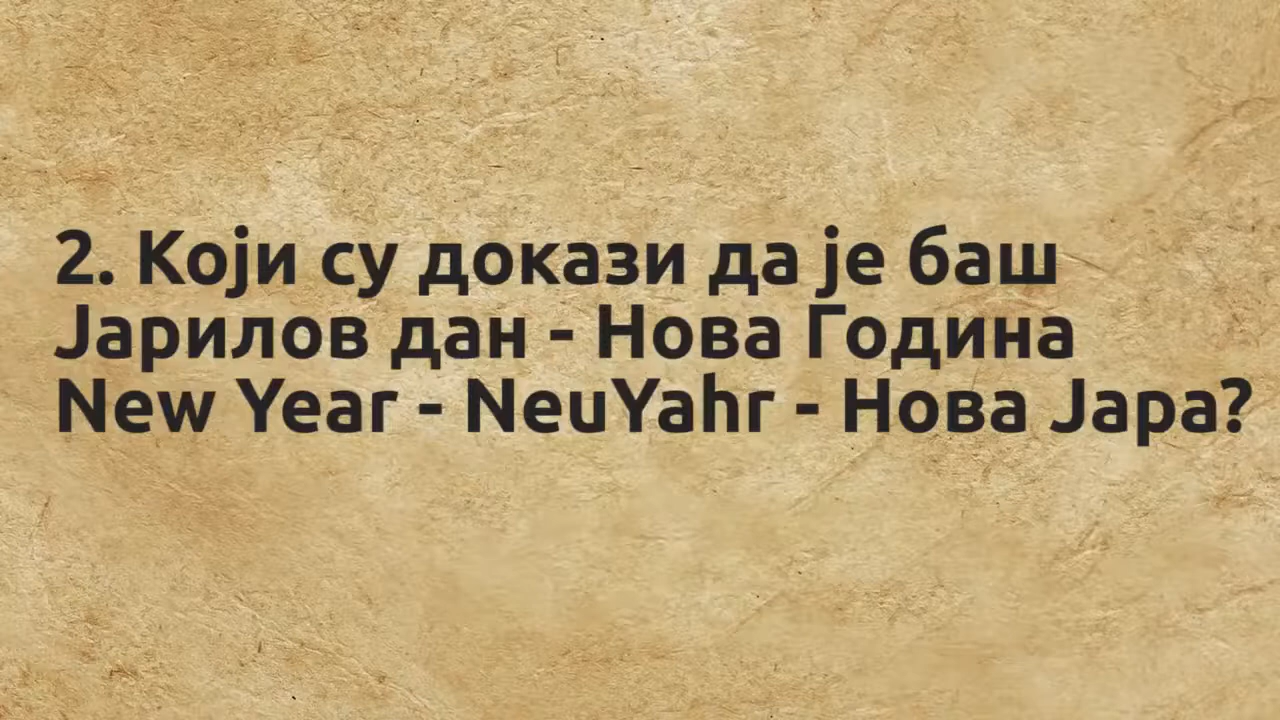 2. Који су докази да је баш
Јарилов дан - Нова Година
New Year - NeuYahr - Нова Јара?